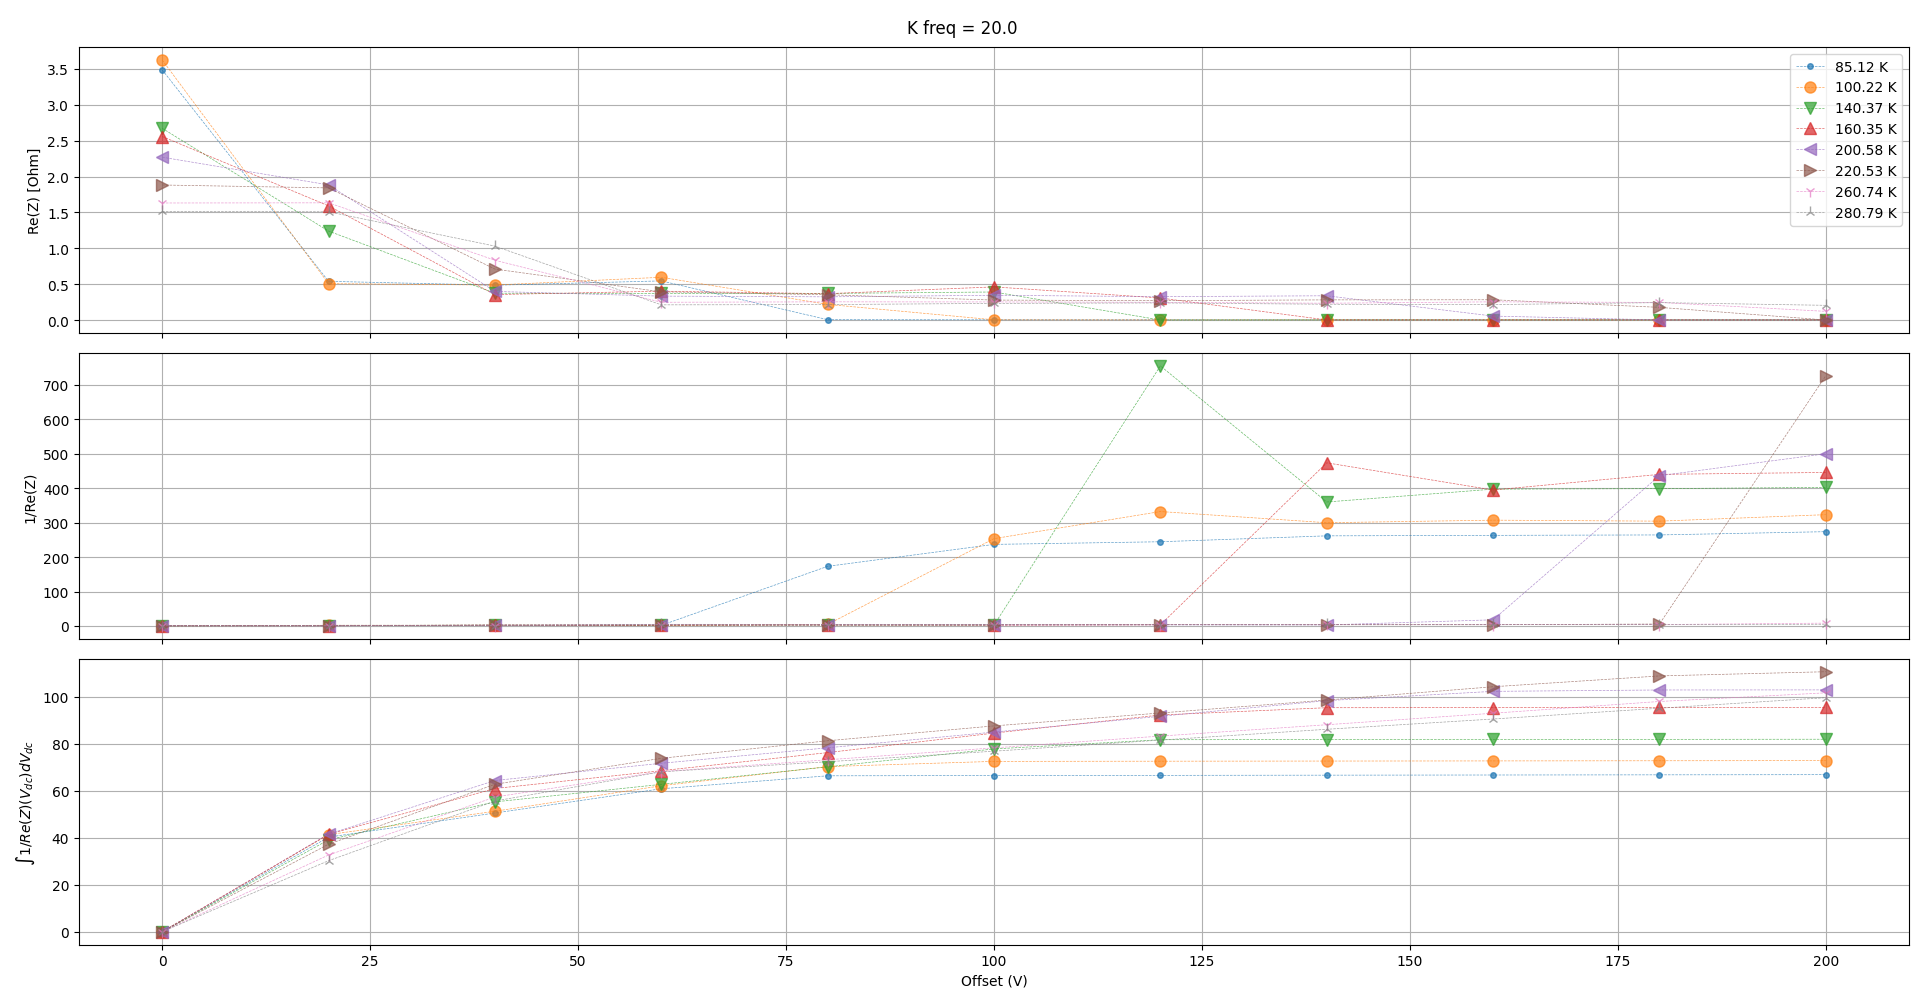 K freq = 20.0
Re(Z) [Ohm]
3.5
3.0
2.5
2.0
1.5
1.0
0.5
0.0
85.12 K
100.22 K
140.37 K
160.35 K
200.58 K
220.53 K
260.74 K
280.79 K
1/Re(Z)
700
600
500
400
300
200
100
0
∫1/Re(Z)(V_dc)dV_dc
100
80
60
40
20
0
0 25 50 75 100 125 150 175 200
Offset (V)